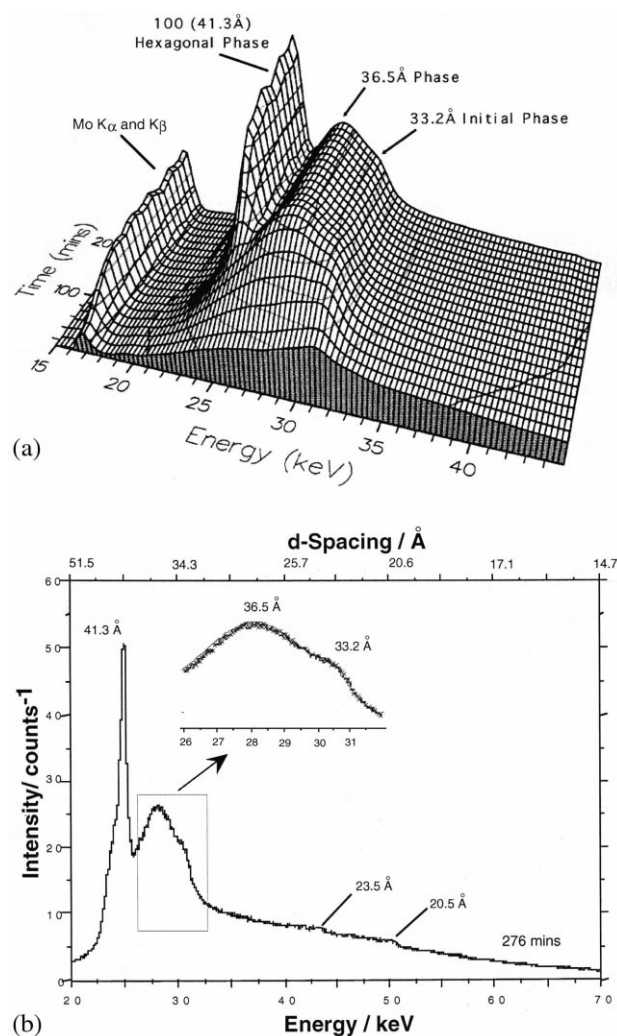 100 (41.3Å)
Hexagonal Phase
36.5Å Phase
33.2Å Initial Phase
Mo Kα and Kβ
Time (mins)
20
100
15
20
25
30
35
40
Energy (keV)
(a)
d-Spacing / Å
51.5 34.3 25.7 20.6 17.1 14.7
60
50
40
30
20
10
0
Intensity/ counts-1
41.3 Å
36.5 Å
33.2 Å
26 27 28 29 30 31
23.5 Å
20.5 Å
276 mins
20 30 40 50 60 70
Energy / keV
(b)